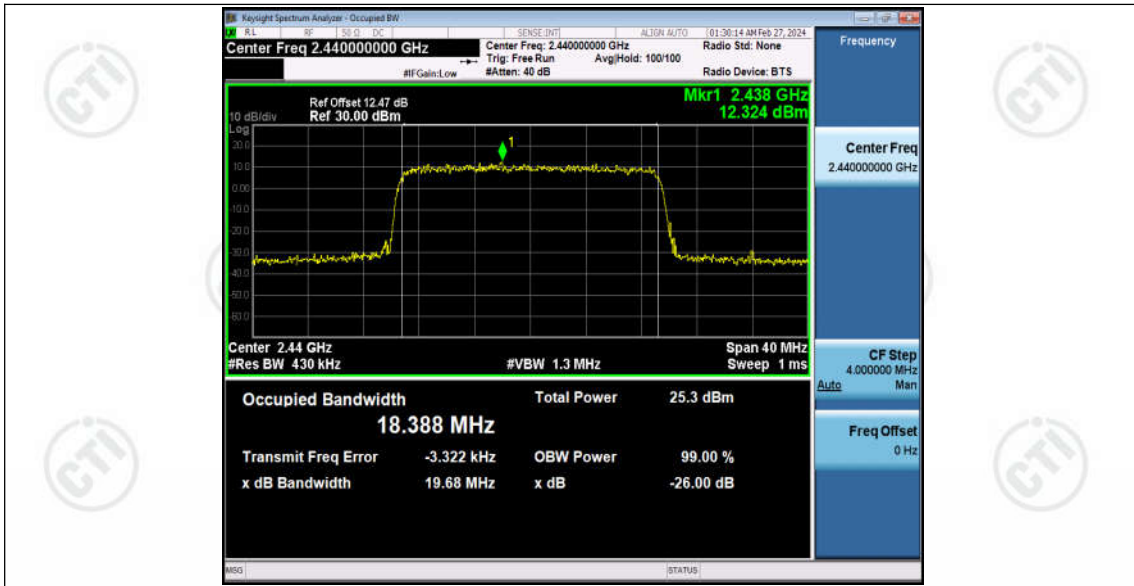 Keysight Spectrum Analyzer - Occupied BW
RL RF 50 Ω DC SENSE:INT ALIGN AUTO 01:30:14 AM Feb 27, 2024
Center Freq 2.440000000 GHz
Center Freq: 2.440000000 GHz Radio Std: None
Trig: Free Run Avg|Hold: 100/100
#IFGain:Low #Atten: 40 dB Radio Device: BTS
Frequency
Mkr1 2.438 GHz
12.324 dBm
Ref Offset 12.47 dB
10 dB/div Ref 30.00 dBm
Log
20.0
10.0
0.00
-10.0
-20.0
-30.0
-40.0
-50.0
-60.0
1
Center 2.44 GHz Span 40 MHz
#Res BW 430 kHz #VBW 1.3 MHz Sweep 1 ms
Occupied Bandwidth Total Power 25.3 dBm
18.388 MHz
Transmit Freq Error -3.322 kHz OBW Power 99.00 %
x dB Bandwidth 19.68 MHz x dB -26.00 dB
Center Freq
2.440000000 GHz
CF Step
4.000000 MHz
Auto Man
Freq Offset
0 Hz
MSG STATUS
CTI
CTI
CTI
CTI